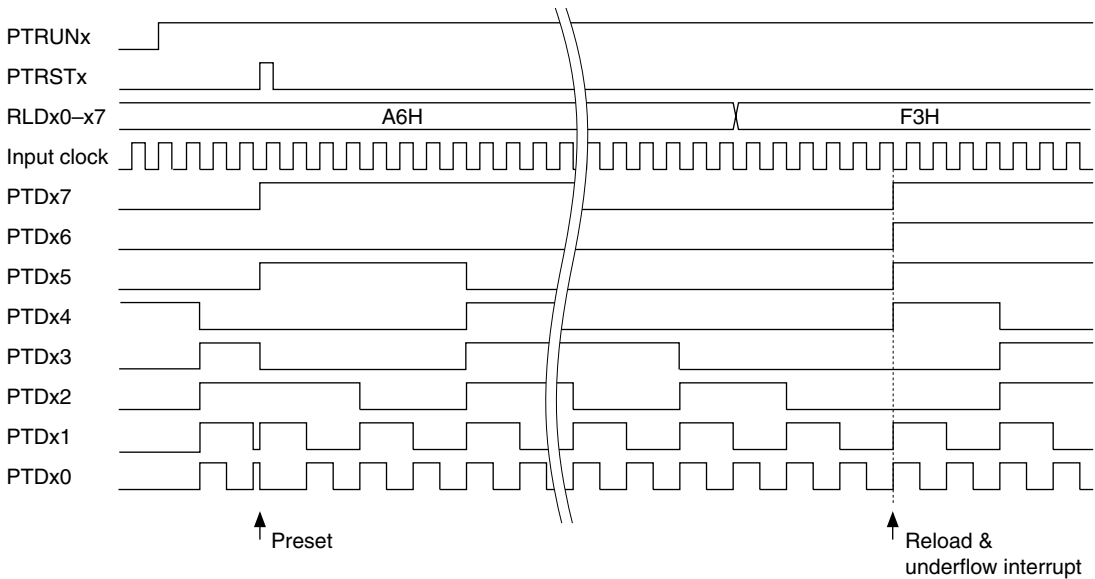 PTRUNx
PTRSTx
RLDx0–x7
A6H
F3H
Input clock
PTDx7
PTDx6
PTDx5
PTDx4
PTDx3
PTDx2
PTDx1
PTDx0
Preset
Reload &
underflow interrupt